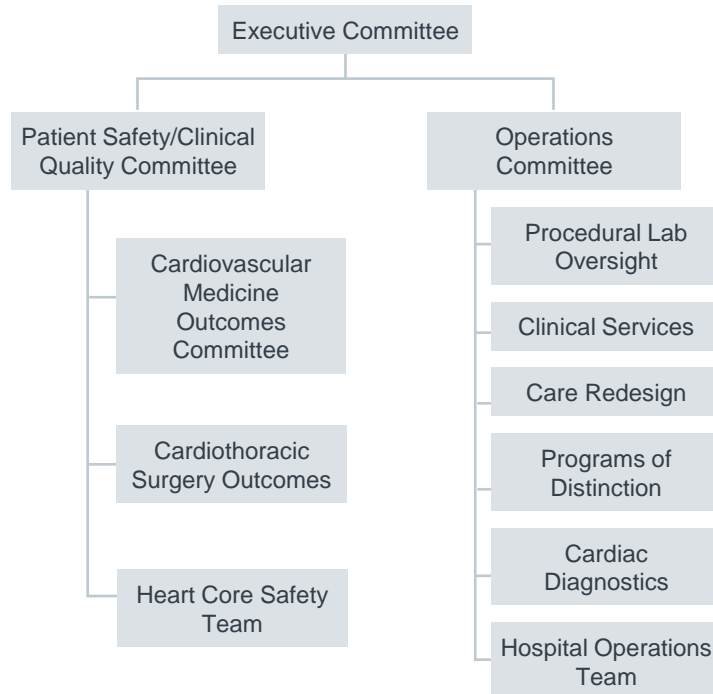 Executive Committee
Patient Safety/Clinical
Quality Committee
Operations
Committee
Cardiovascular
Medicine
Outcomes
Committee
Cardiothoracic
Surgery Outcomes
Heart Core Safety
Team
Procedural Lab
Oversight
Clinical Services
Care Redesign
Programs of
Distinction
Cardiac
Diagnostics
Hospital Operations
Team